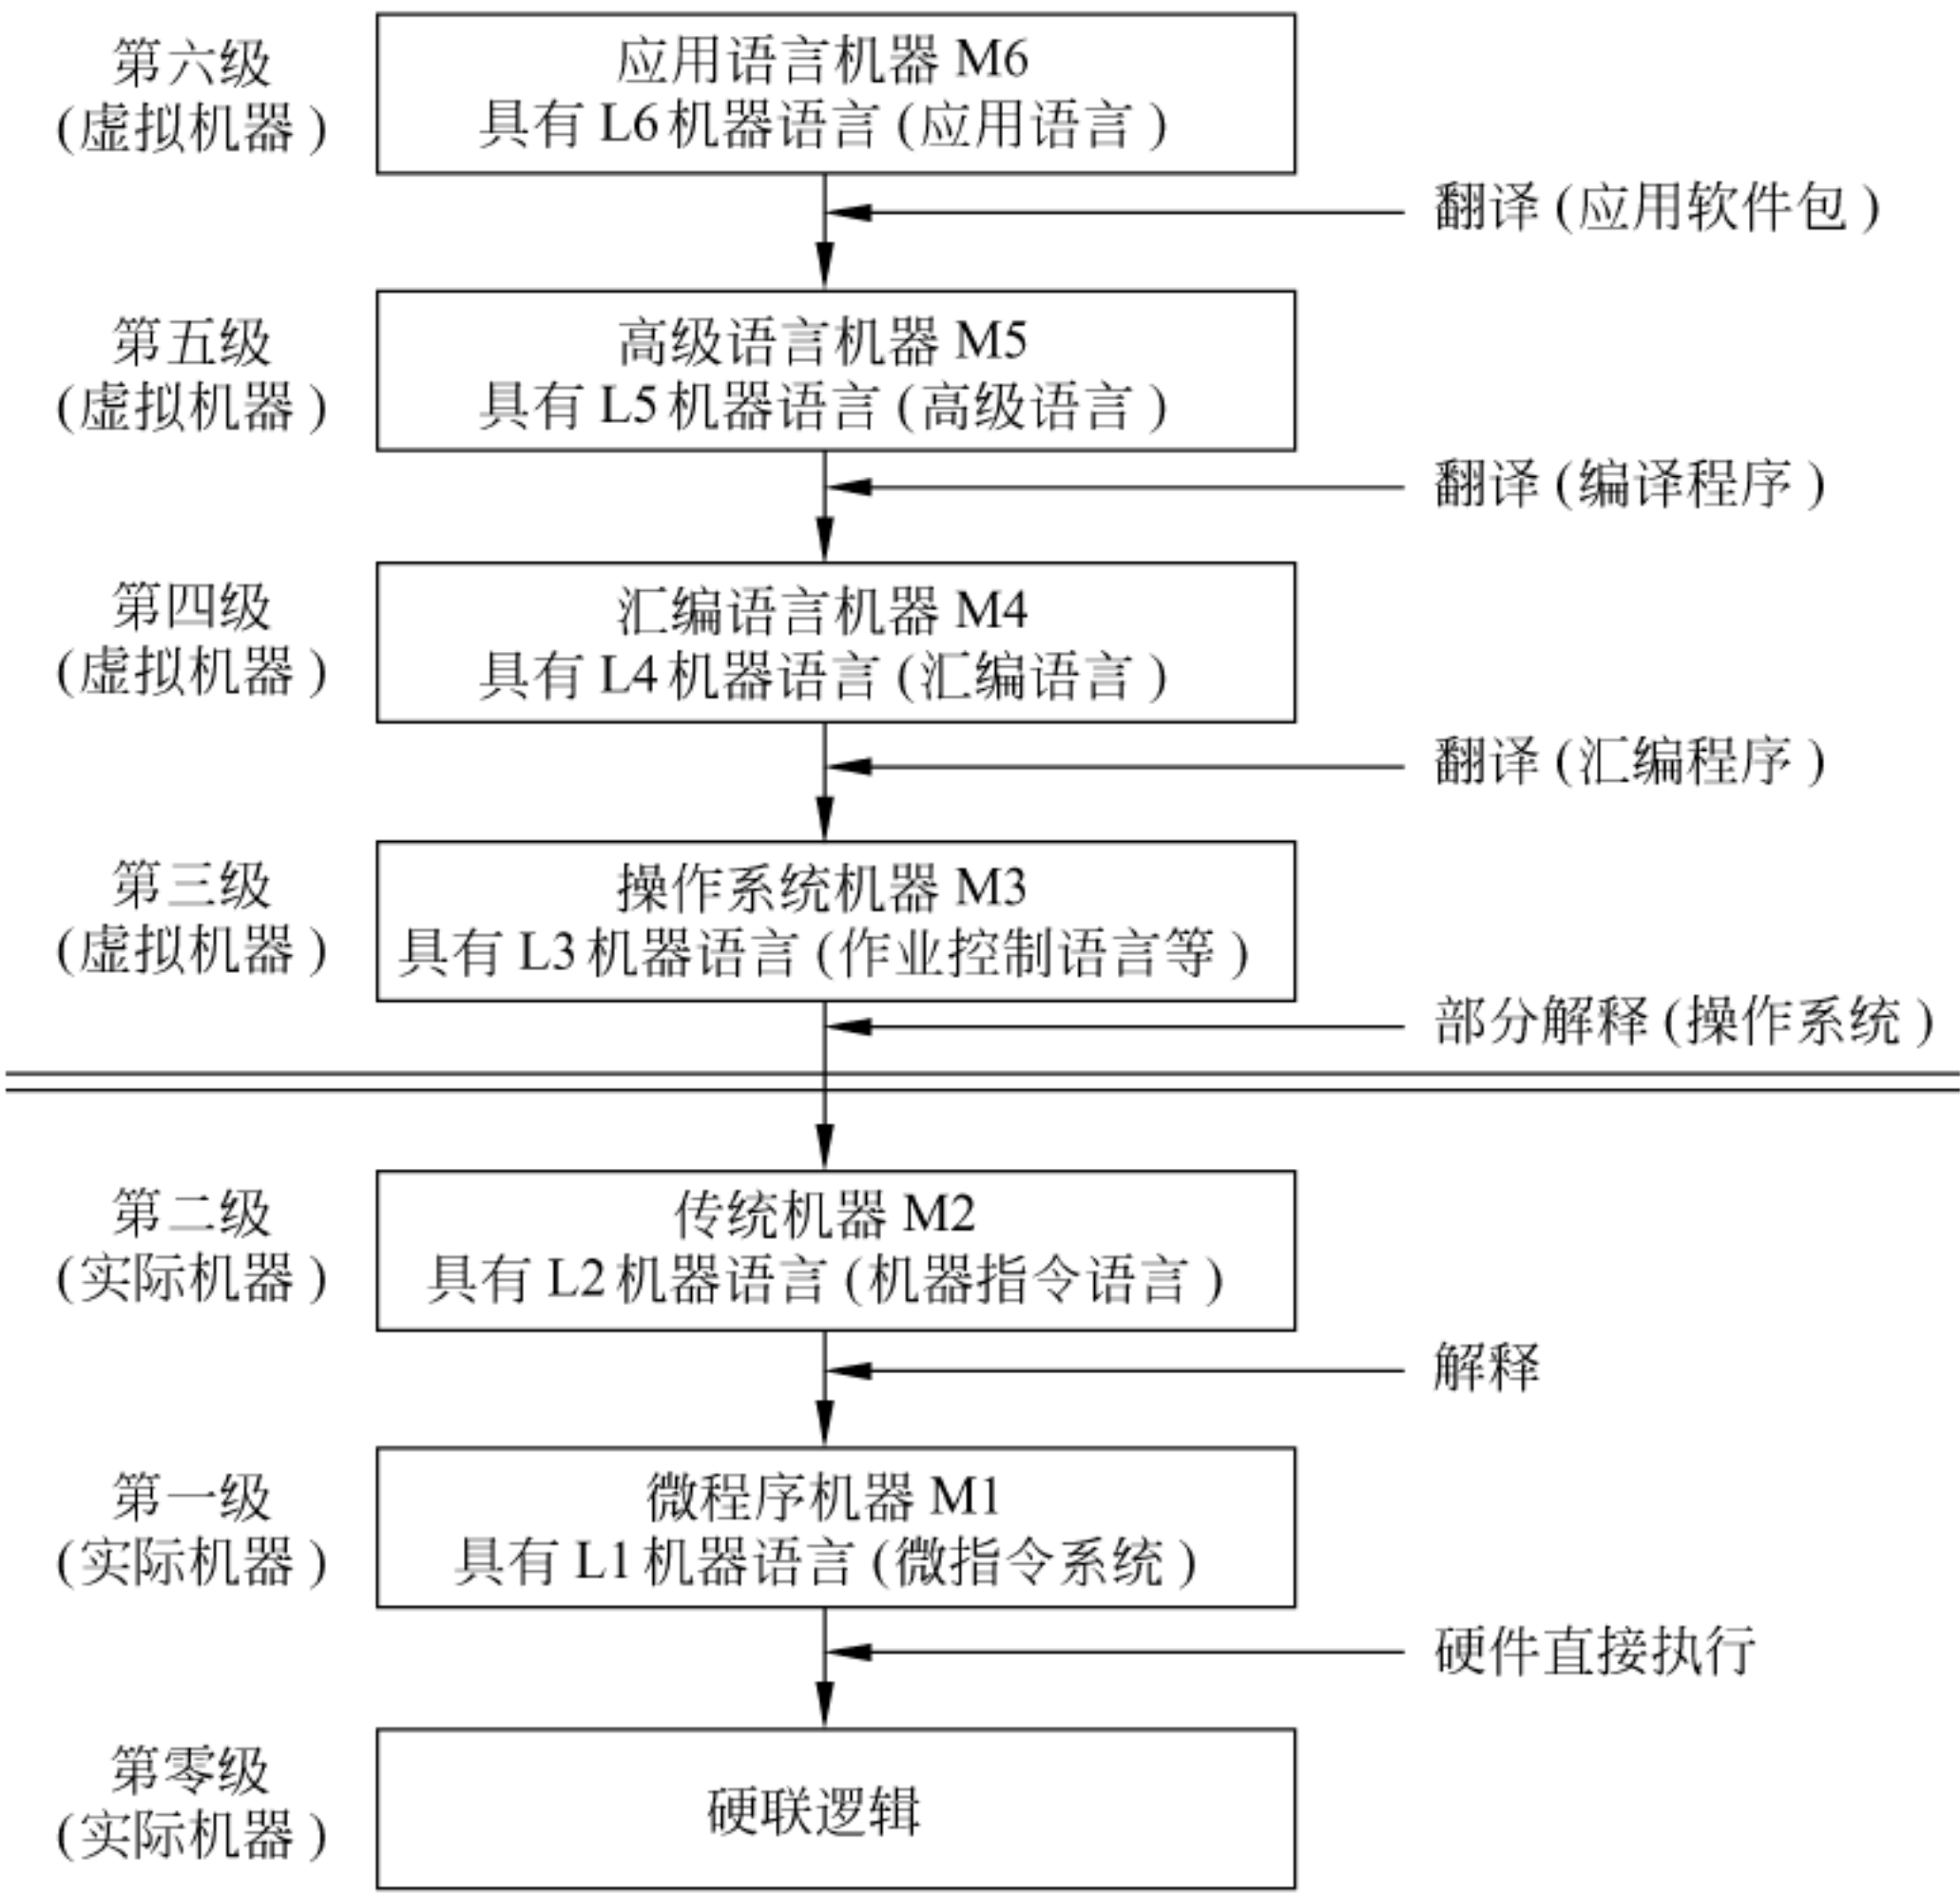 第六级
(虚拟机器)
应用语言机器 M6
具有 L6 机器语言 (应用语言)
翻译 (应用软件包)
第五级
(虚拟机器)
高级语言机器 M5
具有 L5 机器语言 (高级语言)
翻译 (编译程序)
第四级
(虚拟机器)
汇编语言机器 M4
具有 L4 机器语言 (汇编语言)
翻译 (汇编程序)
第三级
(虚拟机器)
操作系统机器 M3
具有 L3 机器语言 (作业控制语言等)
部分解释 (操作系统)
第二级
(实际机器)
传统机器 M2
具有 L2 机器语言 (机器指令语言)
解释
第一级
(实际机器)
微程序机器 M1
具有 L1 机器语言 (微指令系统)
硬件直接执行
第零级
(实际机器)
硬联逻辑